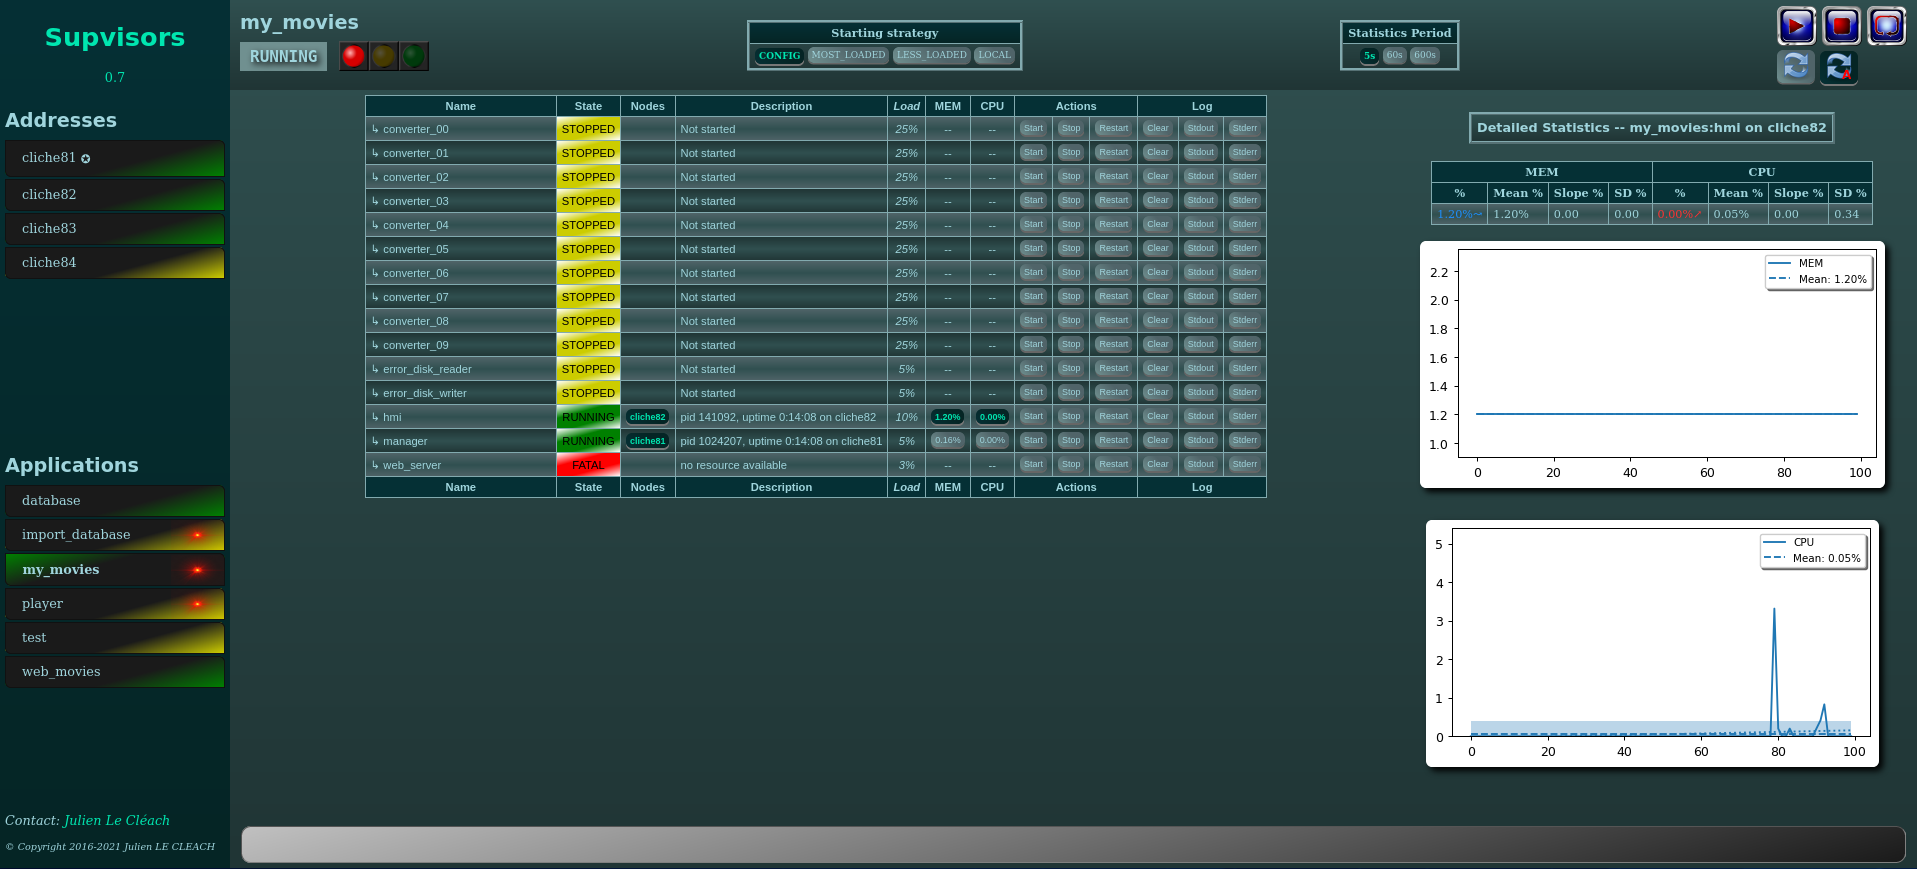 Supvisors
0.7
Addresses
cliche81 ✪
cliche82
cliche83
cliche84
Applications
database
import_database
my_movies
player
test
web_movies
Contact: Julien Le Cléach
© Copyright 2016-2021 Julien LE CLEACH
my_movies
RUNNING
Starting strategy
CONFIG MOST_LOADED LESS_LOADED LOCAL
Statistics Period
5s 60s 600s
Name State Nodes Description Load MEM CPU Actions Log
↳ converter_00 STOPPED Not started 25% -- -- Start Stop Restart Clear Stdout Stderr
↳ converter_01 STOPPED Not started 25% -- -- Start Stop Restart Clear Stdout Stderr
↳ converter_02 STOPPED Not started 25% -- -- Start Stop Restart Clear Stdout Stderr
↳ converter_03 STOPPED Not started 25% -- -- Start Stop Restart Clear Stdout Stderr
↳ converter_04 STOPPED Not started 25% -- -- Start Stop Restart Clear Stdout Stderr
↳ converter_05 STOPPED Not started 25% -- -- Start Stop Restart Clear Stdout Stderr
↳ converter_06 STOPPED Not started 25% -- -- Start Stop Restart Clear Stdout Stderr
↳ converter_07 STOPPED Not started 25% -- -- Start Stop Restart Clear Stdout Stderr
↳ converter_08 STOPPED Not started 25% -- -- Start Stop Restart Clear Stdout Stderr
↳ converter_09 STOPPED Not started 25% -- -- Start Stop Restart Clear Stdout Stderr
↳ error_disk_reader STOPPED Not started 5% -- -- Start Stop Restart Clear Stdout Stderr
↳ error_disk_writer STOPPED Not started 5% -- -- Start Stop Restart Clear Stdout Stderr
↳ hmi RUNNING cliche82 pid 141092, uptime 0:14:08 on cliche82 10% 1.20% 0.00% Start Stop Restart Clear Stdout Stderr
↳ manager RUNNING cliche81 pid 1024207, uptime 0:14:08 on cliche81 5% 0.16% 0.00% Start Stop Restart Clear Stdout Stderr
↳ web_server FATAL no resource available 3% -- -- Start Stop Restart Clear Stdout Stderr
Name State Nodes Description Load MEM CPU Actions Log
Detailed Statistics -- my_movies:hmi on cliche82
MEM CPU
% Mean % Slope % SD % % Mean % Slope % SD %
1.20%~ 1.20% 0.00 0.00 0.00%↗ 0.05% 0.00 0.34
MEM
Mean: 1.20%
2.2
2.0
1.8
1.6
1.4
1.2
1.0
0 20 40 60 80 100
CPU
Mean: 0.05%
5
4
3
2
1
0
0 20 40 60 80 100